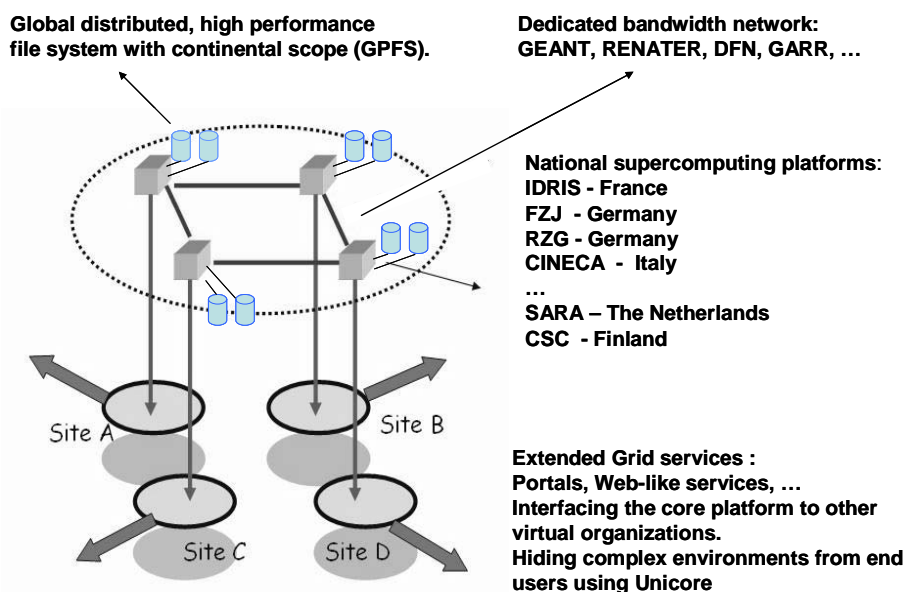 Global distributed, high performance
file system with continental scope (GPFS).
Dedicated bandwidth network:
GEANT, RENATER, DFN, GARR, …
National supercomputing platforms:
IDRIS - France
FZJ - Germany
RZG - Germany
CINECA - Italy
…
SARA – The Netherlands
CSC - Finland
Site A
Site B
Site C
Site D
Extended Grid services :
Portals, Web-like services, …
Interfacing the core platform to other
virtual organizations.
Hiding complex environments from end
users using Unicore